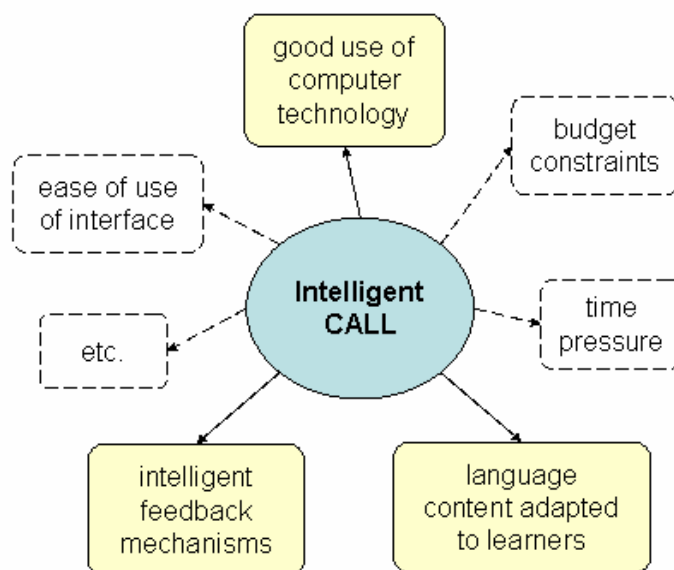 good use of
computer
technology
budget
constraints
ease of use
of interface
Intelligent
CALL
time
pressure
etc.
intelligent
feedback
mechanisms
language
content adapted
to learners